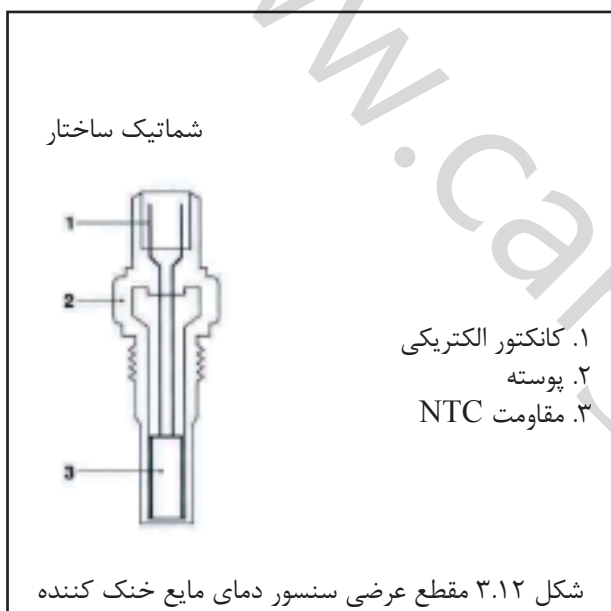 شماتیک ساختار
1
2
3
۱. کانکتور الکتریکی
۲. پوسته
۳. مقاومت NTC
شکل ۳.۱۲ مقطع عرضی سنسور دمای مایع خنک کننده